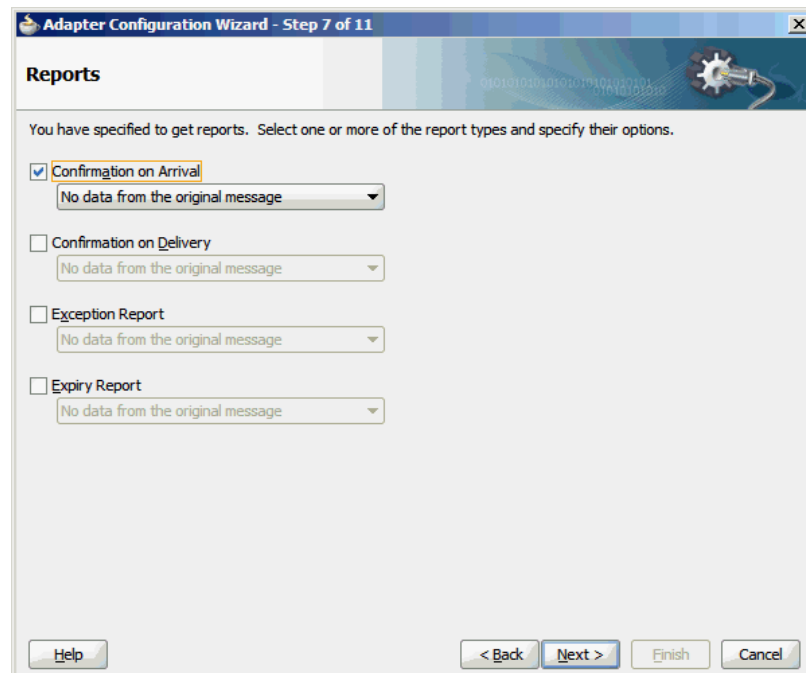 Adapter Configuration Wizard - Step 7 of 11
Reports
You have specified to get reports. Select one or more of the report types and specify their options.
Confirmation on Arrival
No data from the original message
Confirmation on Delivery
No data from the original message
Exception Report
No data from the original message
Expiry Report
No data from the original message
Help
< Back
Next >
Finish
Cancel